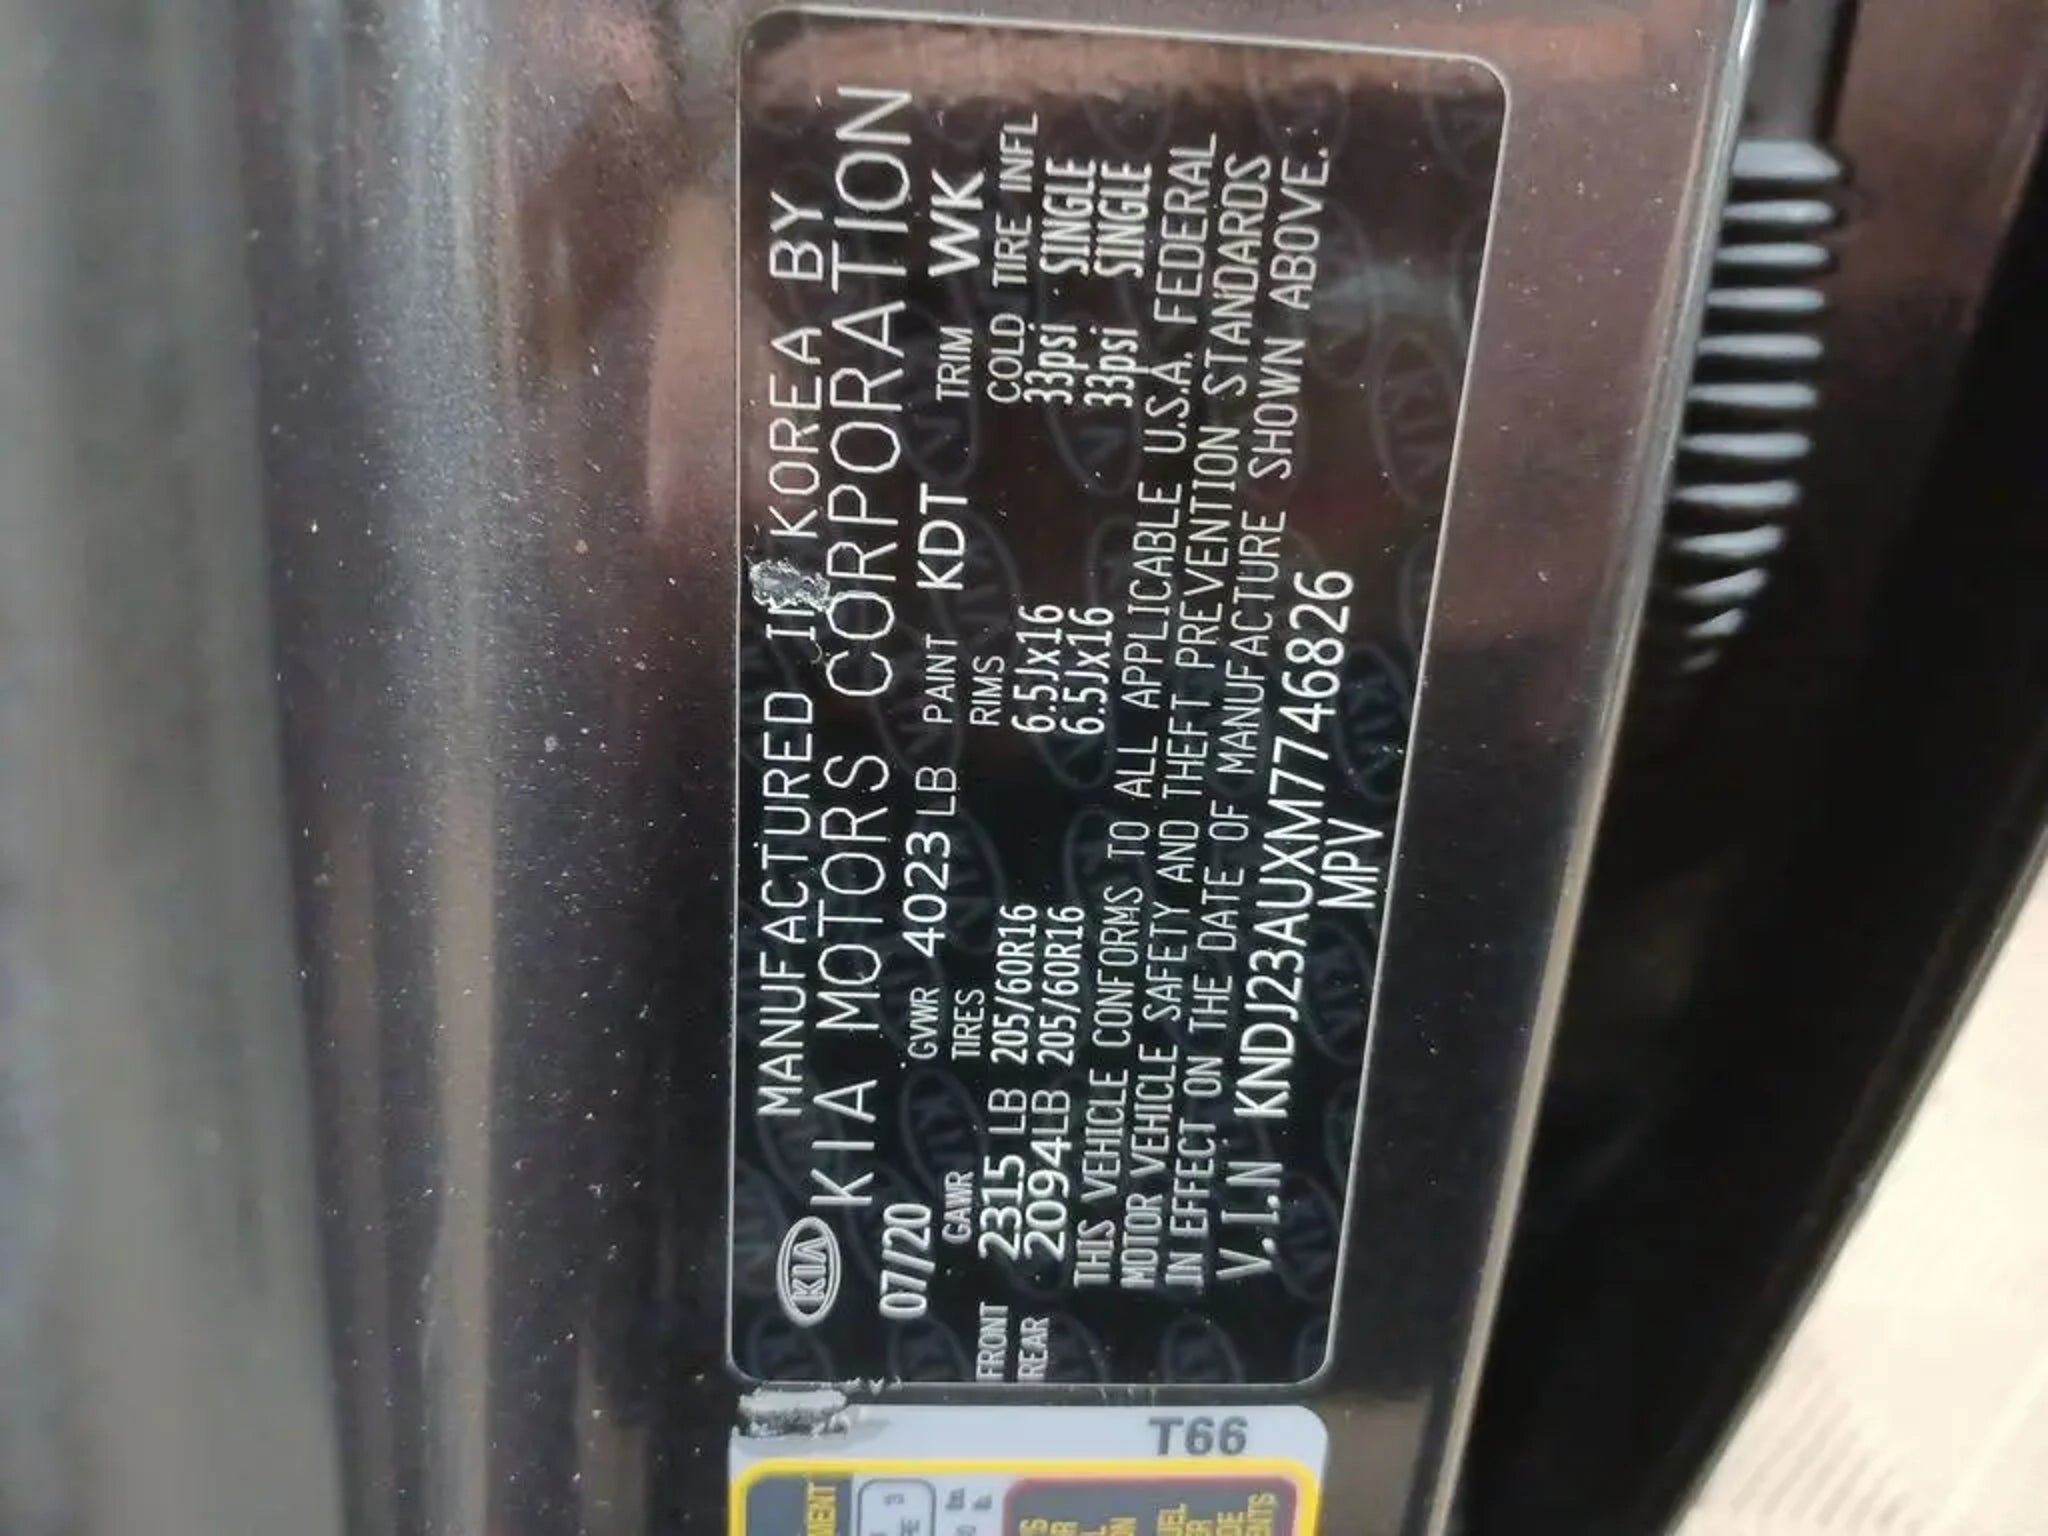 MANUFACTURED IN KOREA BY
KIA KIA MOTORS CORPORATION
07/20 GVWR 4023 LB PAINT KDT TRIM WK
GAWR TIRES RIMS COLD TIRE INFL
FRONT 2315 LB 205/60R16 6.5Jx16 33psi SINGLE
REAR 2094LB 205/60R16 6.5Jx16 33psi SINGLE
THIS VEHICLE CONFORMS TO ALL APPLICABLE U.S.A. FEDERAL
MOTOR VEHICLE SAFETY AND THEFT PREVENTION STANDARDS
IN EFFECT ON THE DATE OF MANUFACTURE SHOWN ABOVE.
V.I.N KNDJ23AUXM7746826
MPV
T66